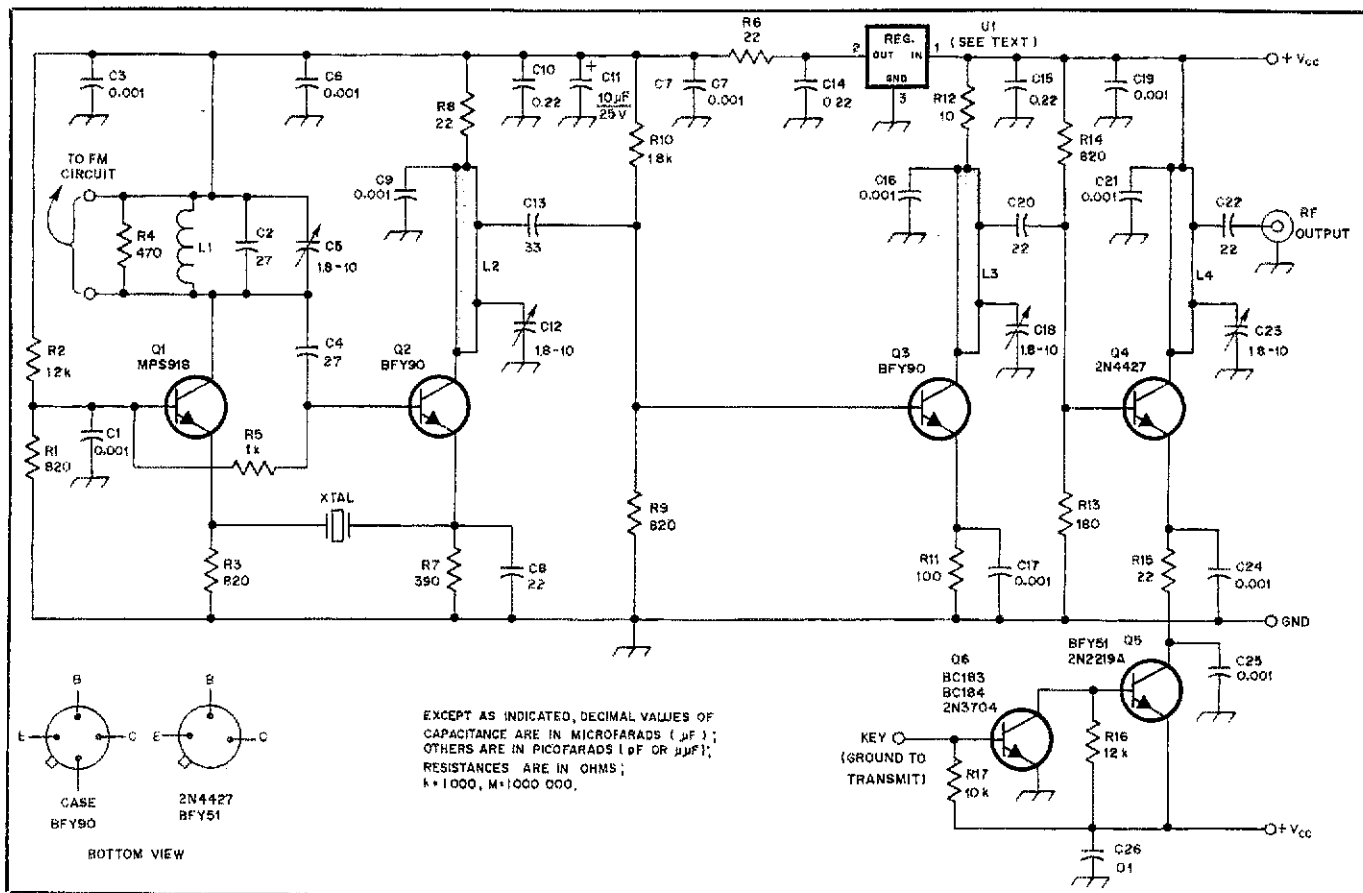 C3
0.001
C6
0.001
R8
22
C10
0.22
+
C11
10 µF
25 V
R10
18k
C7
C7
0.001
R6
22
C14
0.22
2
REG.
OUT IN
GND
3
1
U1
(SEE TEXT)
R12
10
C15
0.22
R14
820
C19
0.001
+ Vcc
TO FM
CIRCUIT
R4
470
L1
C2
27
C5
1.8-10
C9
0.001
C13
33
L2
C12
1.8-10
C16
0.001
C20
22
L3
C18
1.8-10
C21
0.001
C22
22
RF
OUTPUT
L4
C23
1.8-10
R2
12k
Q1
MPS918
C4
27
Q2
BFY90
Q3
BFY90
Q4
2N4427
R1
820
C1
0.001
R5
1k
XTAL
R3
820
R7
390
C8
22
R9
820
R11
100
C17
0.001
R13
180
R15
22
C24
0.001
GND
Q6
BC183
BC184
2N3704
BFY51
2N2219A
Q5
C25
0.001
KEY
(GROUND TO
TRANSMIT)
R17
10k
R16
12k
+ Vcc
C26
01
B
E
C
CASE
BFY90
B
E
C
2N4427
BFY51
BOTTOM VIEW
EXCEPT AS INDICATED, DECIMAL VALUES OF
CAPACITANCE ARE IN MICROFARADS (µF);
OTHERS ARE IN PICOFARADS (pF OR µµF);
RESISTANCES ARE IN OHMS;
k=1000, M=1000 000.